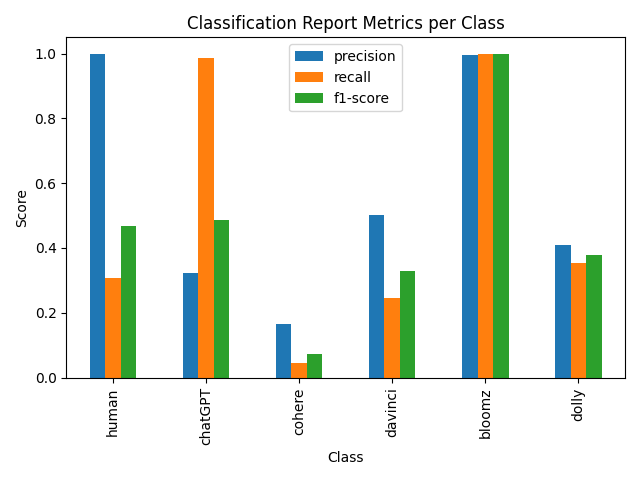 Classification Report Metrics per Class
precision
recall
f1-score
1.0
0.8
0.6
0.4
0.2
0.0
Score
human
chatGPT
cohere
davinci
bloomz
dolly
Class